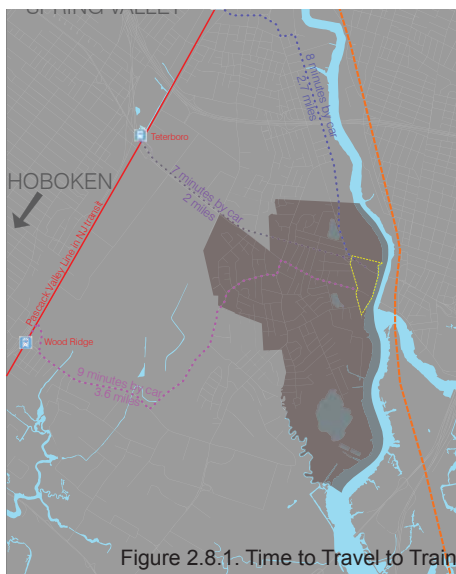 SPRING VALLEY
8 minutes by car
2.7 miles
Teterboro
7 minutes by car
2 miles
HOBOKEN
Pascack Valley Line in NJ transit
Wood Ridge
9 minutes by car
3.6 miles
Figure 2.8.1. Time to Travel to Train